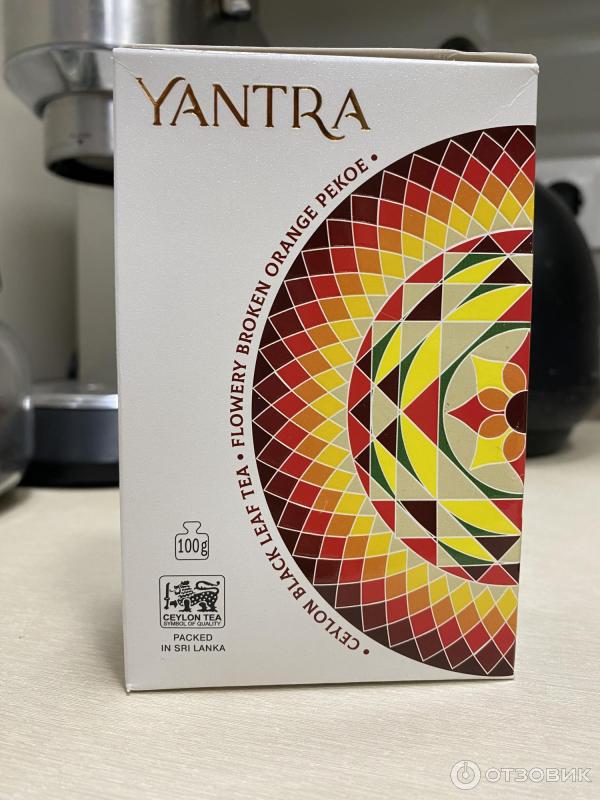 YANTRA
• CEYLON BLACK LEAF TEA • FLOWERY BROKEN ORANGE PEKOE •
100g
CEYLON TEA
SYMBOL OF QUALITY
PACKED
IN SRI LANKA
ОТЗОВИК